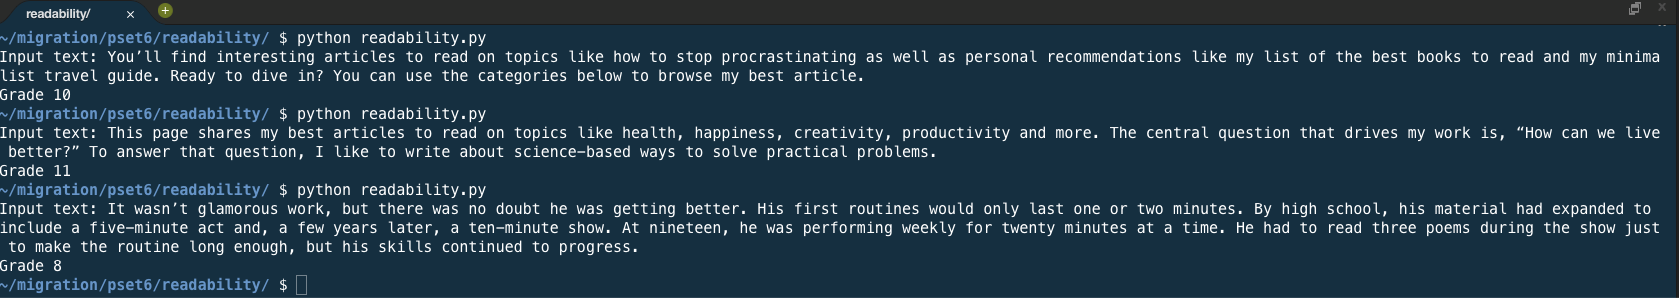 readability/
~/migration/pset6/readability/ $ python readability.py
Input text: You’ll find interesting articles to read on topics like how to stop procrastinating as well as personal recommendations like my list of the best books to read and my minima
list travel guide. Ready to dive in? You can use the categories below to browse my best article.
Grade 10
~/migration/pset6/readability/ $ python readability.py
Input text: This page shares my best articles to read on topics like health, happiness, creativity, productivity and more. The central question that drives my work is, “How can we live
better?” To answer that question, I like to write about science-based ways to solve practical problems.
Grade 11
~/migration/pset6/readability/ $ python readability.py
Input text: It wasn’t glamorous work, but there was no doubt he was getting better. His first routines would only last one or two minutes. By high school, his material had expanded to
include a five-minute act and, a few years later, a ten-minute show. At nineteen, he was performing weekly for twenty minutes at a time. He had to read three poems during the show just
to make the routine long enough, but his skills continued to progress.
Grade 8
~/migration/pset6/readability/ $